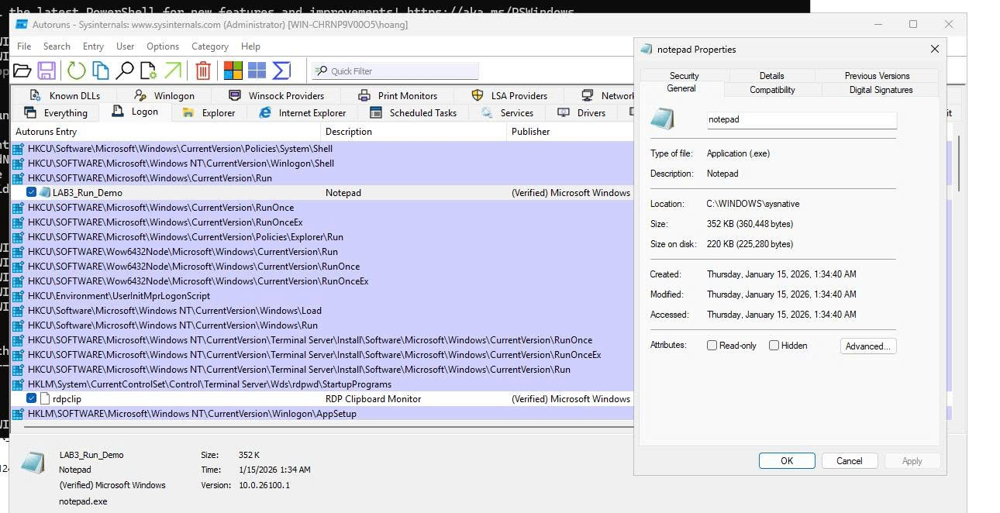 the latest PowerShell for new features and improvements! https://aka.ms/PSWindows
Autoruns - Sysinternals: www.sysinternals.com (Administrator) [WIN-CHRNP9V00O5\hoang]
File Search Entry User Options Category Help
Quick Filter
Known DLLs Winlogon Winsock Providers Print Monitors LSA Providers Network
Everything Logon Explorer Internet Explorer Scheduled Tasks Services Drivers
Autoruns Entry Description Publisher
HKCU\Software\Microsoft\Windows\CurrentVersion\Policies\System\Shell
HKCU\SOFTWARE\Microsoft\Windows NT\CurrentVersion\Winlogon\Shell
HKCU\SOFTWARE\Microsoft\Windows\CurrentVersion\Run
LAB3_Run_Demo Notepad (Verified) Microsoft Windows
HKCU\SOFTWARE\Microsoft\Windows\CurrentVersion\RunOnce
HKCU\SOFTWARE\Microsoft\Windows\CurrentVersion\RunOnceEx
HKCU\SOFTWARE\Microsoft\Windows\CurrentVersion\Policies\Explorer\Run
HKCU\SOFTWARE\Wow6432Node\Microsoft\Windows\CurrentVersion\Run
HKCU\SOFTWARE\Wow6432Node\Microsoft\Windows\CurrentVersion\RunOnce
HKCU\SOFTWARE\Wow6432Node\Microsoft\Windows\CurrentVersion\RunOnceEx
HKCU\Environment\UserInitMprLogonScript
HKCU\Software\Microsoft\Windows NT\CurrentVersion\Windows\Load
HKCU\Software\Microsoft\Windows NT\CurrentVersion\Windows\Run
HKCU\SOFTWARE\Microsoft\Windows NT\CurrentVersion\Terminal Server\Install\Software\Microsoft\Windows\CurrentVersion\RunOnce
HKCU\SOFTWARE\Microsoft\Windows NT\CurrentVersion\Terminal Server\Install\Software\Microsoft\Windows\CurrentVersion\RunOnceEx
HKCU\SOFTWARE\Microsoft\Windows NT\CurrentVersion\Terminal Server\Install\Software\Microsoft\Windows\CurrentVersion\Run
HKLM\System\CurrentControlSet\Control\Terminal Server\Wds\rdpwd\StartupPrograms
rdpclip RDP Clipboard Monitor (Verified) Microsoft Windows
HKLM\SOFTWARE\Microsoft\Windows NT\CurrentVersion\Winlogon\AppSetup
LAB3_Run_Demo Size: 352 K
Notepad Time: 1/15/2026 1:34 AM
(Verified) Microsoft Windows Version: 10.0.26100.1
notepad.exe
notepad Properties
Security Details Previous Versions
General Compatibility Digital Signatures
notepad
Type of file: Application (.exe)
Description: Notepad
Location: C:\WINDOWS\sysnative
Size: 352 KB (360,448 bytes)
Size on disk: 220 KB (225,280 bytes)
Created: Thursday, January 15, 2026, 1:34:40 AM
Modified: Thursday, January 15, 2026, 1:34:40 AM
Accessed: Thursday, January 15, 2026, 1:34:40 AM
Attributes: Read-only Hidden Advanced...
OK Cancel Apply